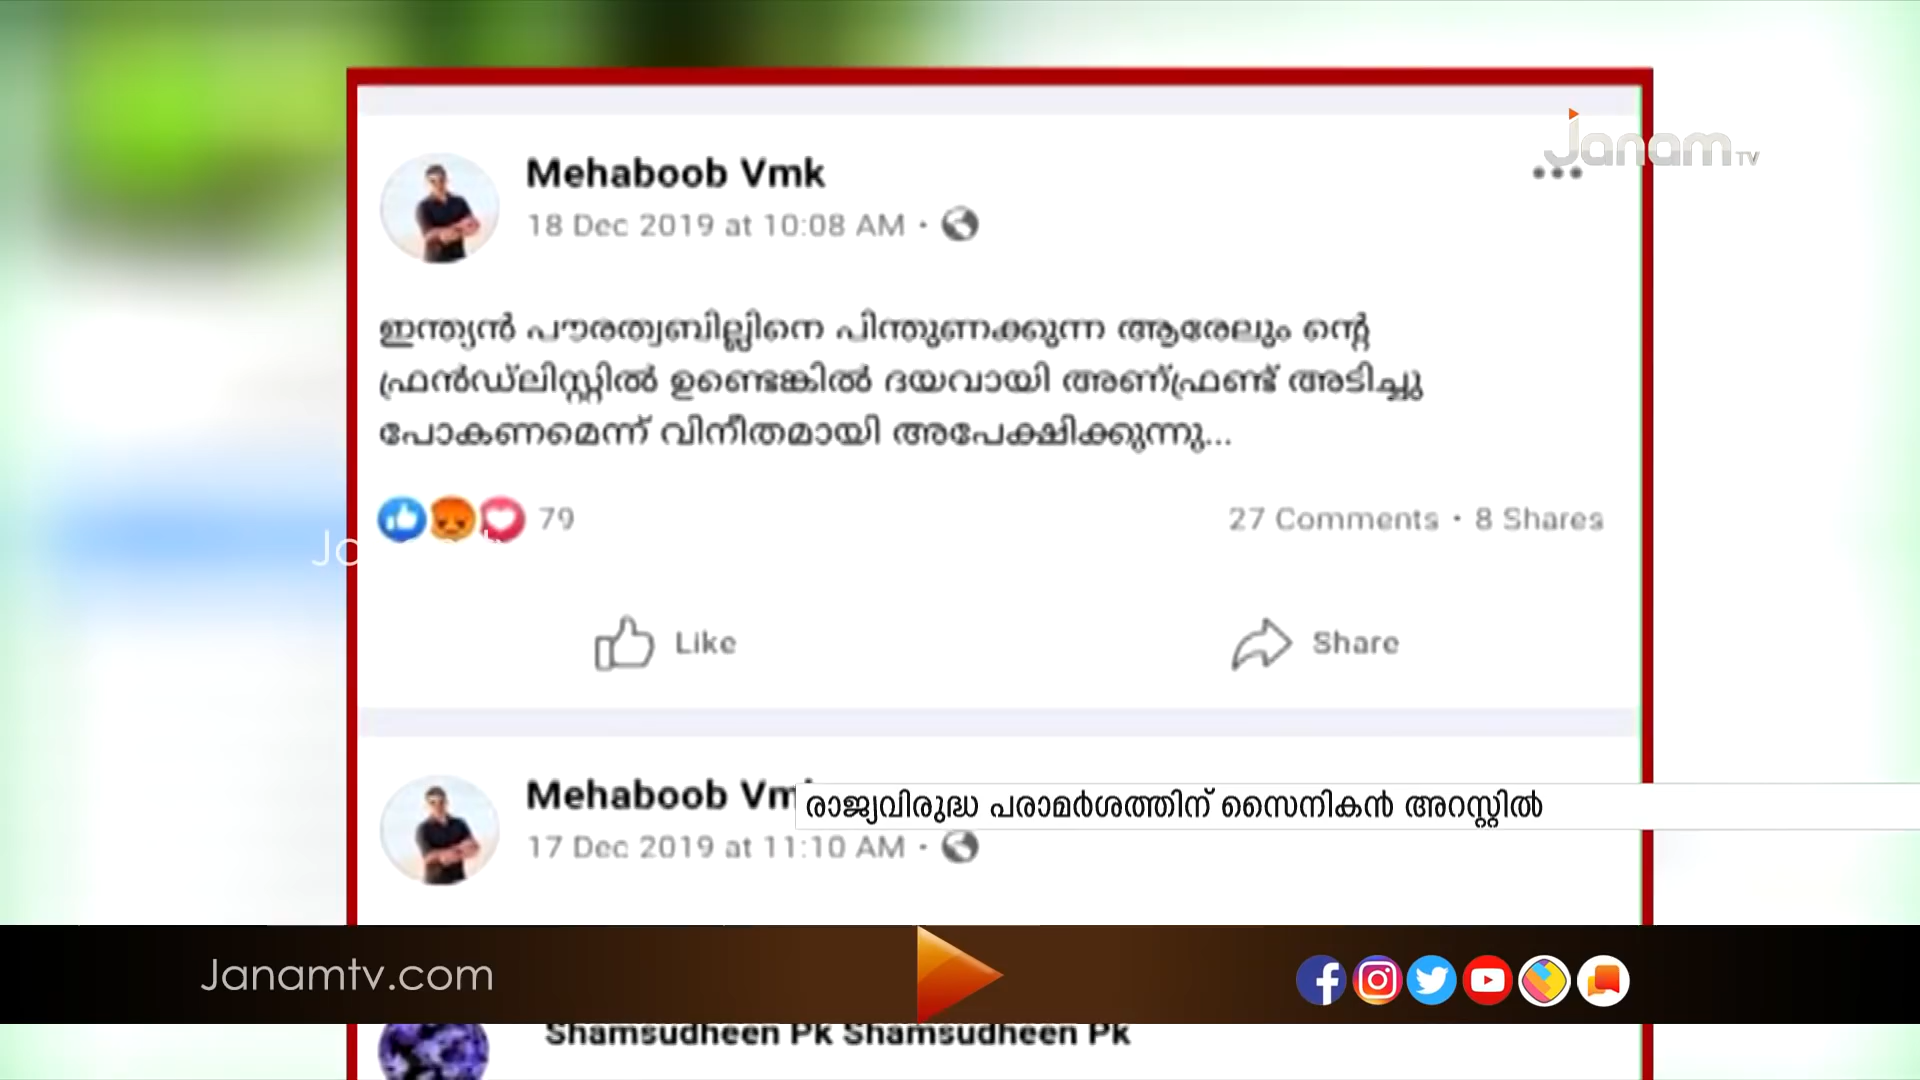 Janam TV
Mehaboob Vmk
18 Dec 2019 at 10:08 AM ·
ഇന്ത്യൻ പൗരത്വബില്ലിനെ പിന്തുണക്കുന്ന ആരേലും ന്റെ
ഫ്രൻഡ്‌ലിസ്റ്റിൽ ഉണ്ടെങ്കിൽ ദയവായി അണ്ഫ്രണ്ട് അടിച്ചു
പോകണമെന്ന് വിനീതമായി അപേക്ഷിക്കുന്നു...
79
27 Comments · 8 Shares
Like
Share
Mehaboob
17 Dec 2019 at 11:10 AM ·
രാജ്യവിരുദ്ധ പരാമർശത്തിന് സൈനികൻ അറസ്റ്റിൽ
Janamtv.com
Shamsudheen Pk Shamsudheen Pk